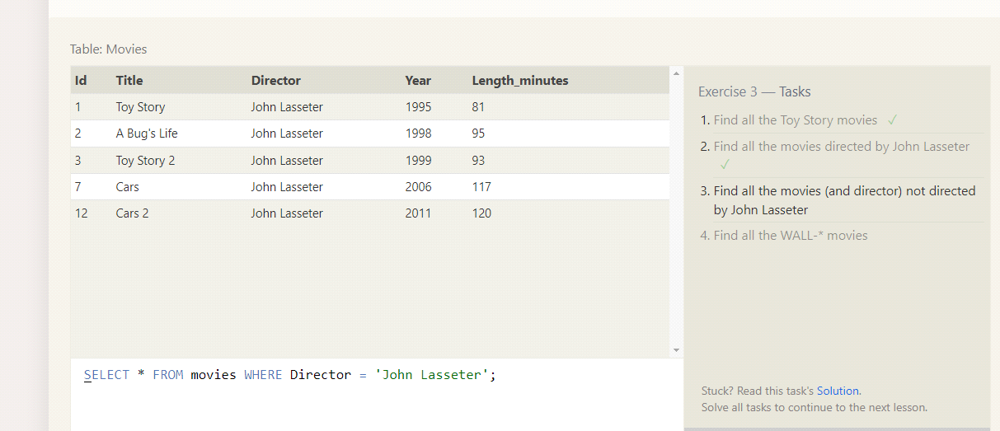 Table: Movies
Id Title Director Year Length_minutes
1 Toy Story John Lasseter 1995 81
2 A Bug's Life John Lasseter 1998 95
3 Toy Story 2 John Lasseter 1999 93
7 Cars John Lasseter 2006 117
12 Cars 2 John Lasseter 2011 120
SELECT * FROM movies WHERE Director = 'John Lasseter';
Exercise 3 — Tasks
1. Find all the Toy Story movies ✓
2. Find all the movies directed by John Lasseter
✓
3. Find all the movies (and director) not directed
by John Lasseter
4. Find all the WALL-* movies
Stuck? Read this task's Solution.
Solve all tasks to continue to the next lesson.